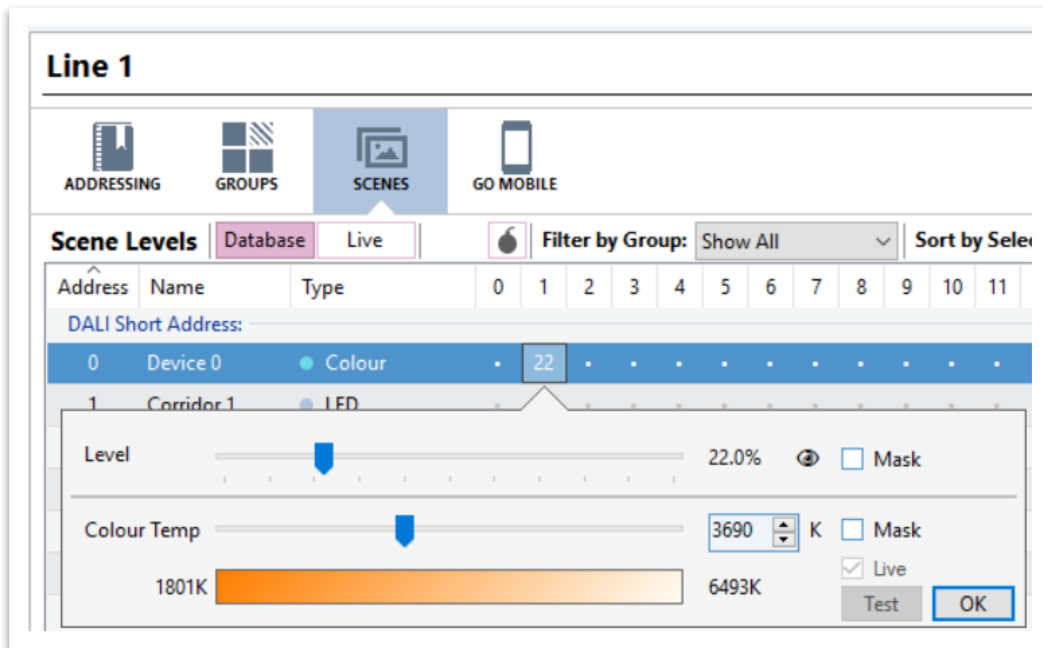 Line 1
ADDRESSING GROUPS SCENES GO MOBILE
Scene Levels Database Live Filter by Group: Show All Sort by Sele
Address Name Type 0 1 2 3 4 5 6 7 8 9 10 11
DALI Short Address:
0 Device 0 Colour 22
1 Corridor 1 LED
Level 22.0% Mask
Colour Temp 3690 K Mask
Live
1801K 6493K
Test OK